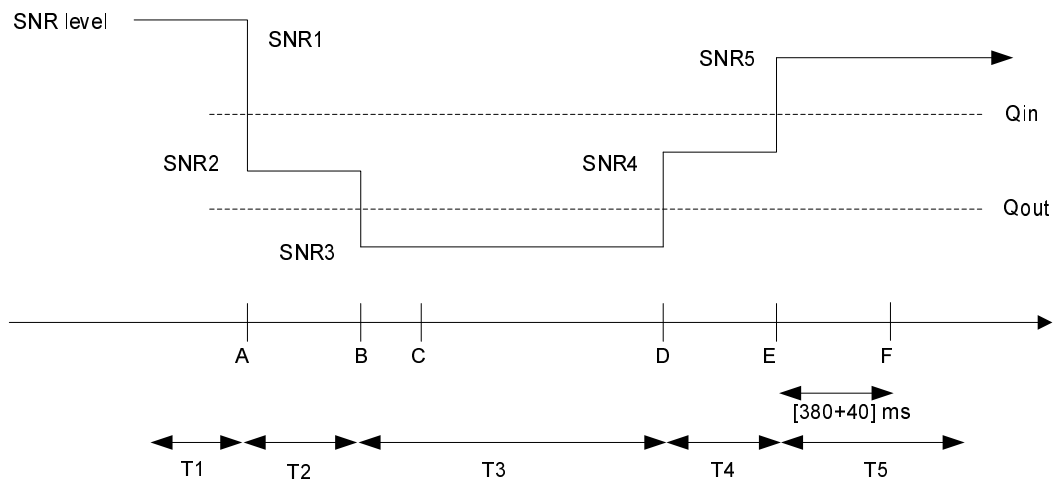 SNR level
SNR1
SNR5
Qin
SNR2
SNR4
Qout
SNR3
A B C D E F
[380+40] ms
T1 T2 T3 T4 T5